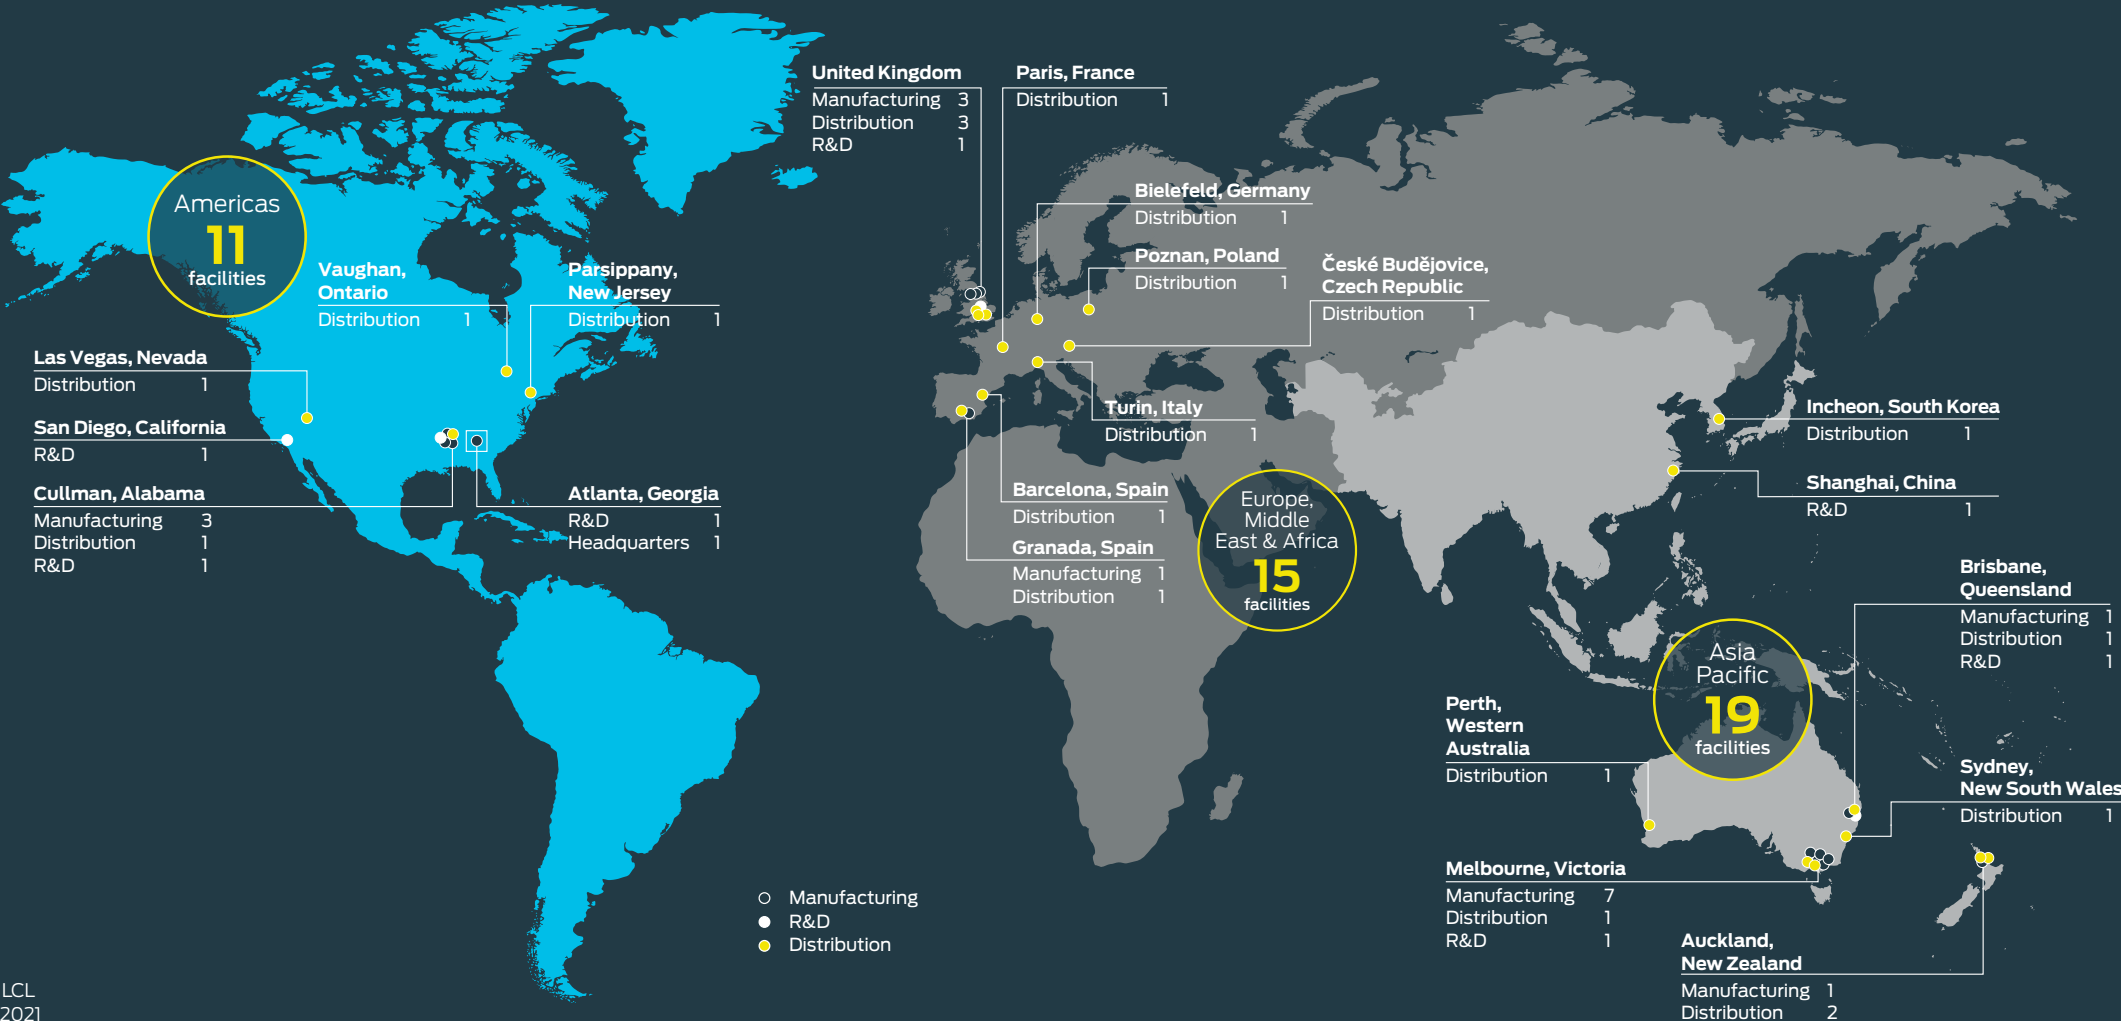 Americas
11
facilities
Vaughan,
Ontario
Distribution 1
Parsippany,
New Jersey
Distribution 1
Las Vegas, Nevada
Distribution 1
San Diego, California
R&D 1
Cullman, Alabama
Manufacturing 3
Distribution 1
R&D 1
Atlanta, Georgia
R&D 1
Headquarters 1
United Kingdom
Manufacturing 3
Distribution 3
R&D 1
Paris, France
Distribution 1
Bielefeld, Germany
Distribution 1
Poznan, Poland
Distribution 1
České Budějovice,
Czech Republic
Distribution 1
Turin, Italy
Distribution 1
Barcelona, Spain
Distribution 1
Granada, Spain
Manufacturing 1
Distribution 1
Europe,
Middle
East & Africa
15
facilities
Incheon, South Korea
Distribution 1
Shanghai, China
R&D 1
Brisbane,
Queensland
Manufacturing 1
Distribution 1
R&D 1
Asia
Pacific
19
facilities
Perth,
Western
Australia
Distribution 1
Sydney,
New South Wales
Distribution 1
Melbourne, Victoria
Manufacturing 7
Distribution 1
R&D 1
Auckland,
New Zealand
Manufacturing 1
Distribution 2
Manufacturing
R&D
Distribution
LCL
2021